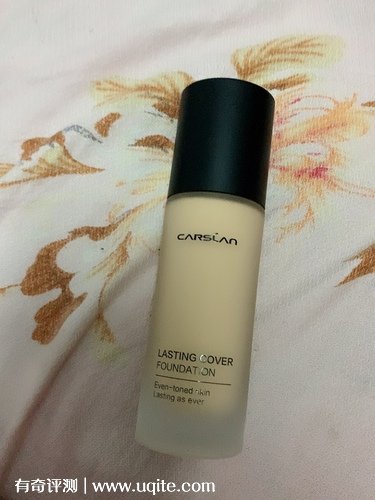 CARSLAN
LASTING COVER
FOUNDATION
Even-toned skin
Lasting as ever
有奇评测 | www.uqite.com